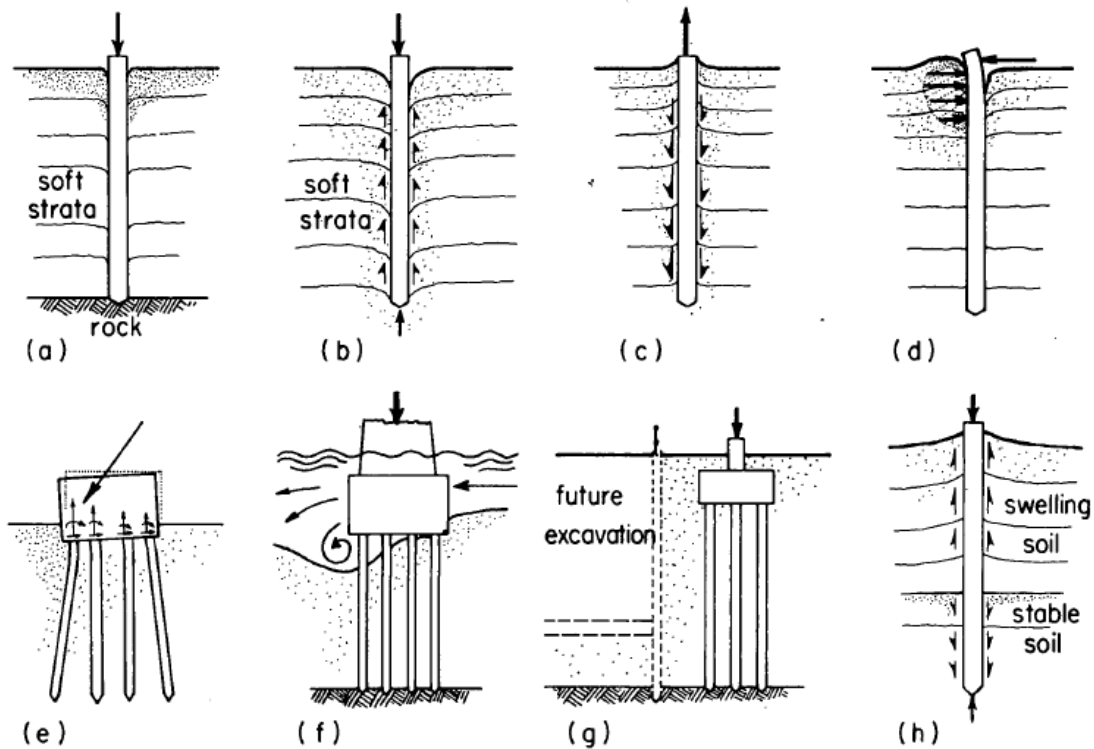 soft
strata
rock
(a)
soft
strata
(b)
(c)
(d)
(e)
(f)
future
excavation
(g)
swelling
soil
stable
soil
(h)